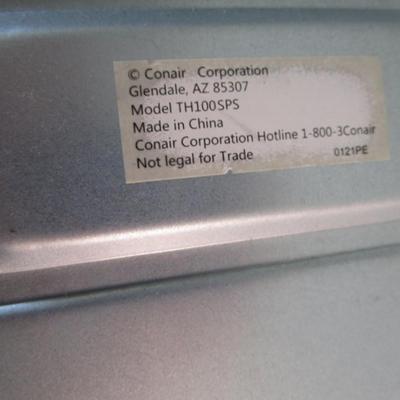 © Conair Corporation
Glendale, AZ 85307
Model TH100SPS
Made in China
Conair Corporation Hotline 1-800-3Conair
Not legal for Trade 0121PE